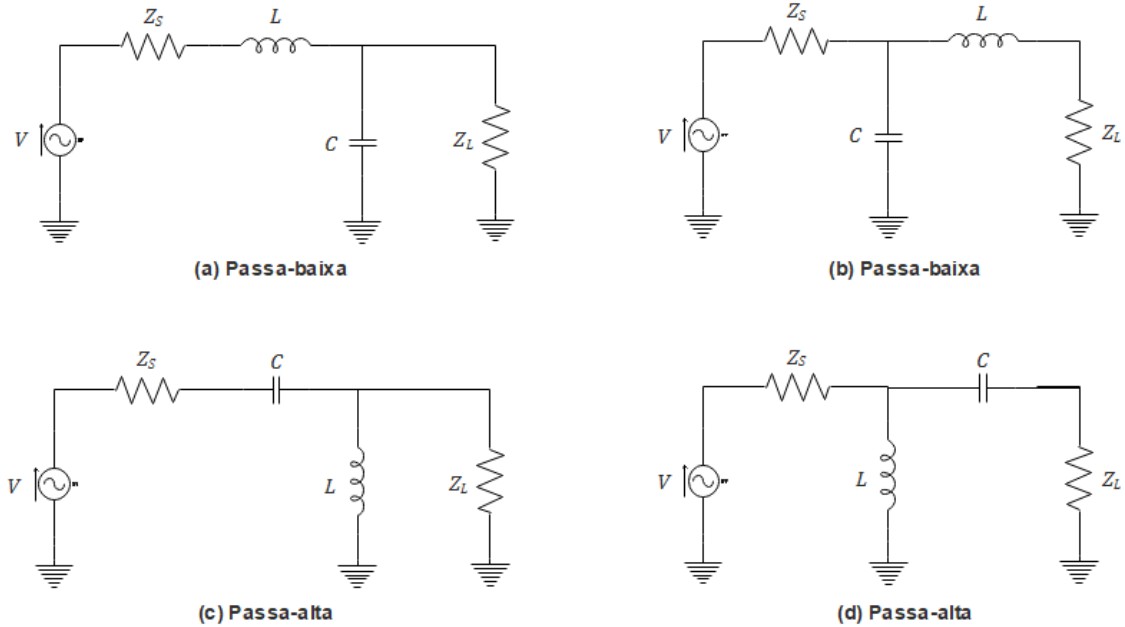 Z_S
L
V
C
Z_L
(a) Passa-baixa
Z_S
L
V
C
Z_L
(b) Passa-baixa
Z_S
C
V
L
Z_L
(c) Passa-alta
Z_S
C
V
L
Z_L
(d) Passa-alta